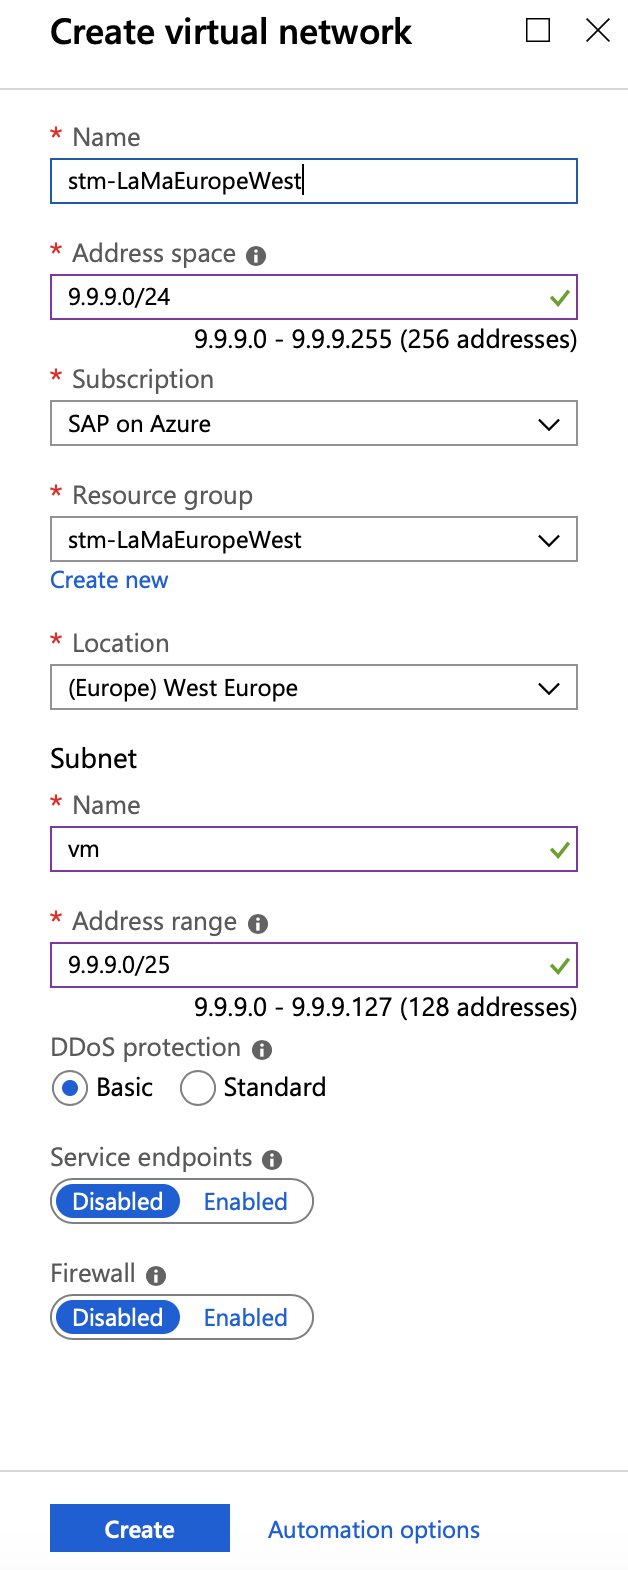 Create virtual network
* Name
stm-LaMaEuropeWest
* Address space
9.9.9.0/24
9.9.9.0 - 9.9.9.255 (256 addresses)
* Subscription
SAP on Azure
* Resource group
stm-LaMaEuropeWest
Create new
* Location
(Europe) West Europe
Subnet
* Name
vm
* Address range
9.9.9.0/25
9.9.9.0 - 9.9.9.127 (128 addresses)
DDoS protection
Basic Standard
Service endpoints
Disabled Enabled
Firewall
Disabled Enabled
Create Automation options